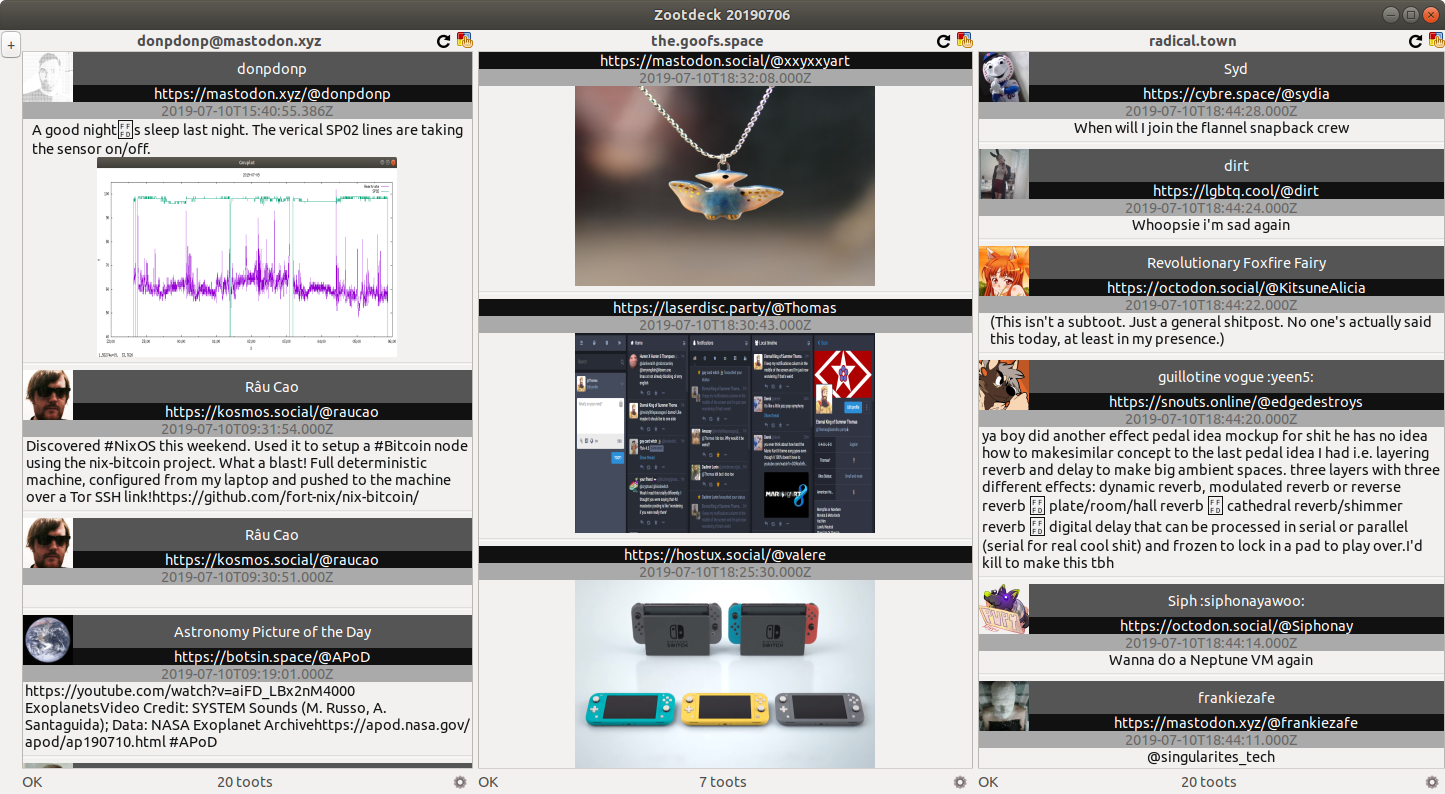 Zootdeck 20190706
+
donpdonp@mastodon.xyz
donpdonp
https://mastodon.xyz/@donpdonp
2019-07-10T15:40:55.386Z
A good night FFFD s sleep last night. The verical SP02 lines are taking
the sensor on/off.
Gnuplot
2019-07-05
Heartrate
SPO2
Râu Cao
https://kosmos.social/@raucao
2019-07-10T09:31:54.000Z
Discovered #NixOS this weekend. Used it to setup a #Bitcoin node
using the nix-bitcoin project. What a blast! Full deterministic
machine, configured from my laptop and pushed to the machine
over a Tor SSH link!https://github.com/fort-nix/nix-bitcoin/
Râu Cao
https://kosmos.social/@raucao
2019-07-10T09:30:51.000Z
Astronomy Picture of the Day
https://botsin.space/@APoD
2019-07-10T09:19:01.000Z
https://youtube.com/watch?v=aiFD_LBx2nM4000
ExoplanetsVideo Credit: SYSTEM Sounds (M. Russo, A.
Santaguida); Data: NASA Exoplanet Archivehttps://apod.nasa.gov/
apod/ap190710.html #APoD
OK
20 toots
the.goofs.space
https://mastodon.social/@xxyxxyart
2019-07-10T18:32:08.000Z
https://laserdisc.party/@Thomas
2019-07-10T18:30:43.000Z
Home
Notifications
Local timeline
https://hostux.social/@valere
2019-07-10T18:25:30.000Z
OK
7 toots
radical.town
Syd
https://cybre.space/@sydia
2019-07-10T18:44:28.000Z
When will I join the flannel snapback crew
dirt
https://lgbtq.cool/@dirt
2019-07-10T18:44:24.000Z
Whoopsie i'm sad again
Revolutionary Foxfire Fairy
https://octodon.social/@KitsuneAlicia
2019-07-10T18:44:22.000Z
(This isn't a subtoot. Just a general shitpost. No one's actually said
this today, at least in my presence.)
guillotine vogue :yeen5:
https://snouts.online/@edgedestroys
2019-07-10T18:44:20.000Z
ya boy did another effect pedal idea mockup for shit he has no idea
how to makesimilar concept to the last pedal idea I had i.e. layering
reverb and delay to make big ambient spaces. three layers with three
different effects: dynamic reverb, modulated reverb or reverse
reverb FFFD plate/room/hall reverb FFFD cathedral reverb/shimmer
reverb FFFD digital delay that can be processed in serial or parallel
(serial for real cool shit) and frozen to lock in a pad to play over.I'd
kill to make this tbh
Siph :siphonayawoo:
https://octodon.social/@Siphonay
2019-07-10T18:44:14.000Z
Wanna do a Neptune VM again
frankiezafe
https://mastodon.xyz/@frankiezafe
2019-07-10T18:44:11.000Z
@singularites_tech
OK
20 toots